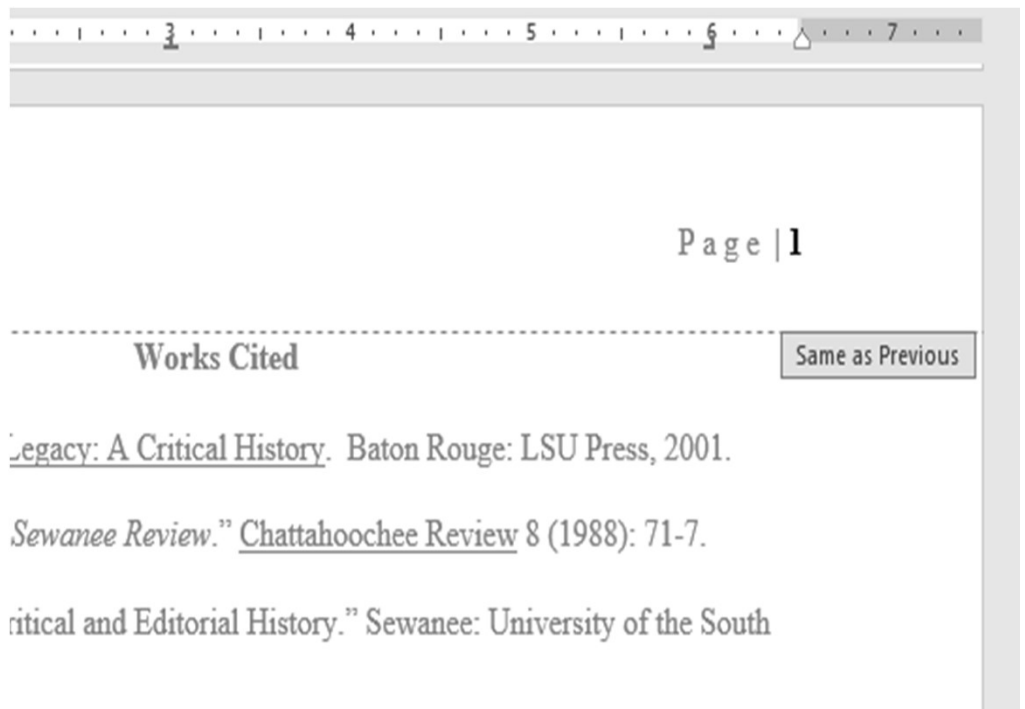 3 4 5 6 7
Page | 1
Works Cited
Same as Previous
Legacy: A Critical History. Baton Rouge: LSU Press, 2001.
Sewanee Review.” Chattahoochee Review 8 (1988): 71-7.
ritical and Editorial History.” Sewanee: University of the South